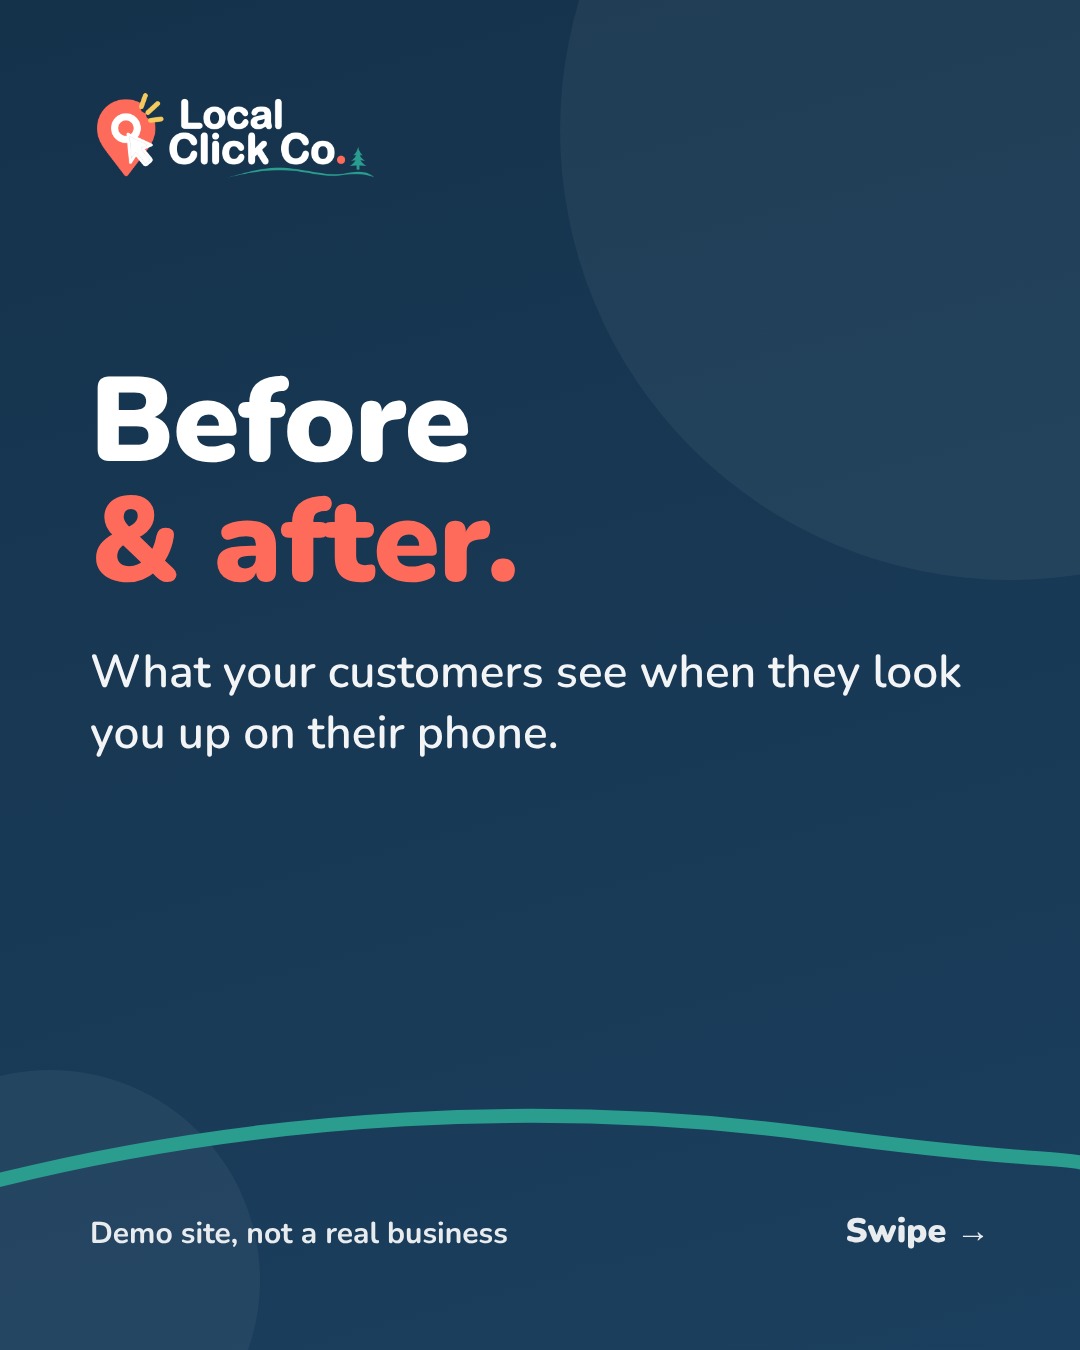 Local
Click Co.
Before
& after.
What your customers see when they look
you up on their phone.
Demo site, not a real business
Swipe →